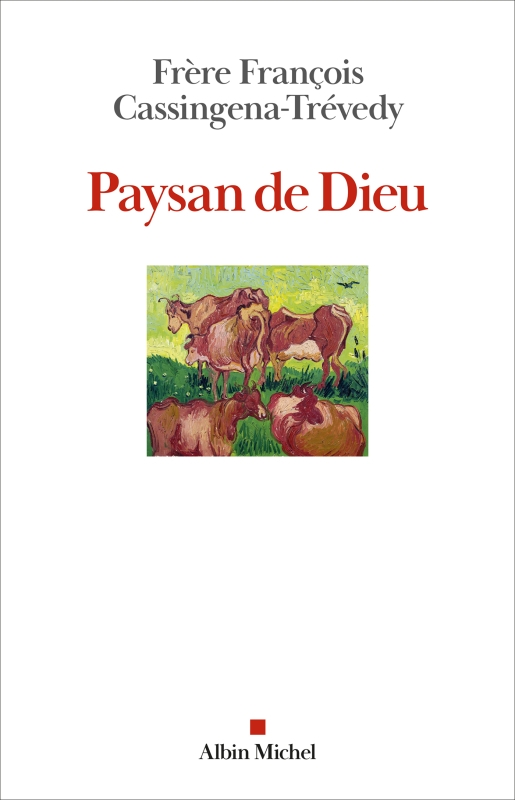 Frère François
Cassingena-Trévedy
Paysan de Dieu
Albin Michel